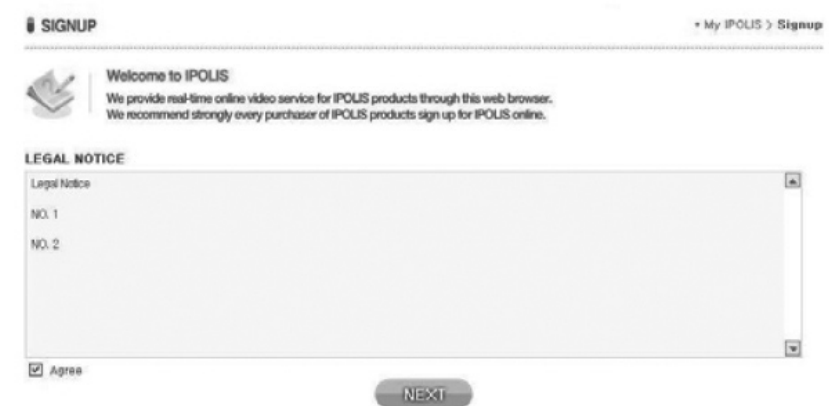 SIGNUP
• My IPOLIS > Signup
Welcome to IPOLIS
We provide real-time online video service for IPOLIS products through this web browser.
We recommend strongly every purchaser of IPOLIS products sign up for IPOLIS online.
LEGAL NOTICE
Legal Notice
NO. 1
NO. 2
Agree
NEXT